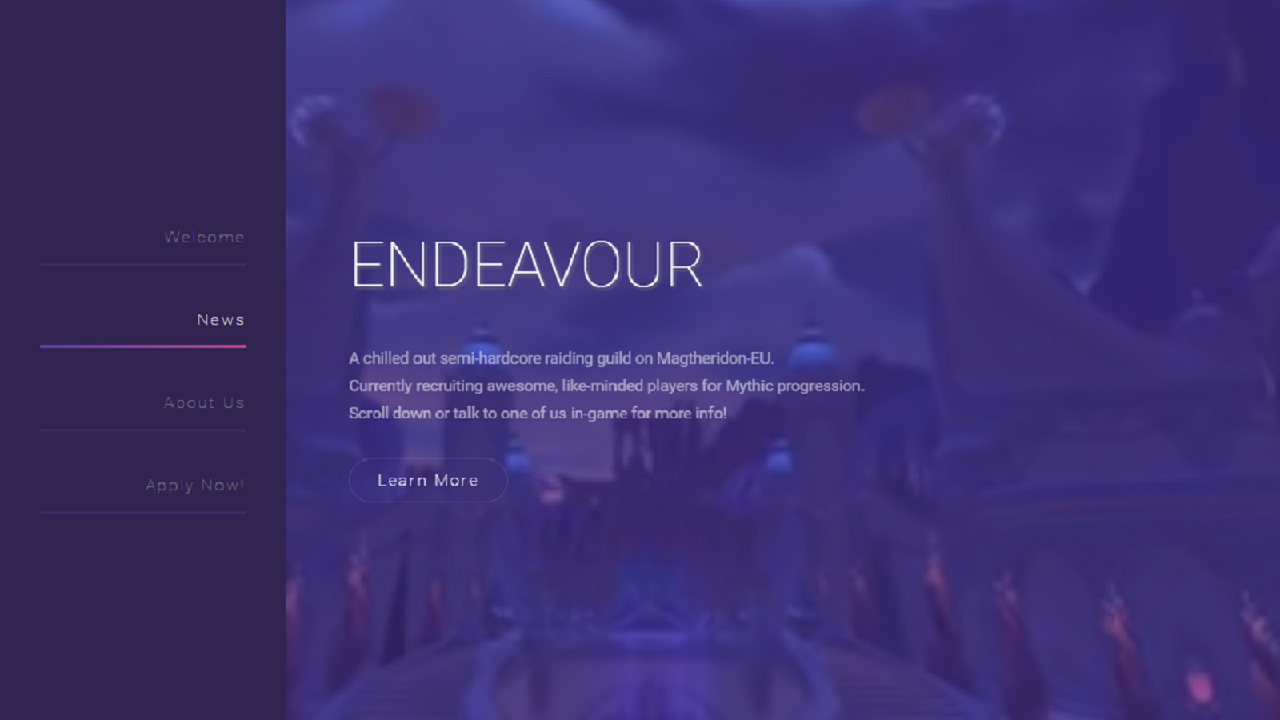 Welcome
News
About Us
Apply Now!
ENDEAVOUR
A chilled out semi-hardcore raiding guild on Magtheridon-EU.
Currently recruiting awesome, like-minded players for Mythic progression.
Scroll down or talk to one of us in-game for more info!
Learn More